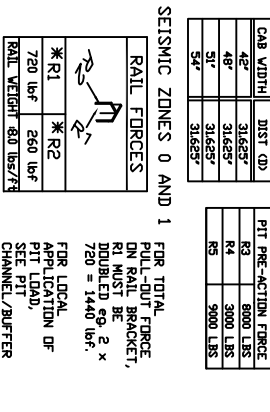 CAB WIDTH DIST (D)
42" 31.625"
48" 31.625"
51" 31.625"
54" 31.625"
PIT PRE-ACTION FORCE
R3 8000 LBS
R4 3000 LBS
R5 9000 LBS
SEISMIC ZONES 0 AND 1
RAIL FORCES
R2
R1
*R1 *R2
720 lbf 260 lbf
RAIL WEIGHT 8.0 lbs/ft
FOR TOTAL
PULL-OUT FORCE
ON RAIL BRACKET,
R1 MUST BE
DOUBLED eg. 2 x
720 = 1440 lbf.
FOR LOCAL
APPLICATION OF
PIT LOAD,
SEE PIT
CHANNEL/BUFFER